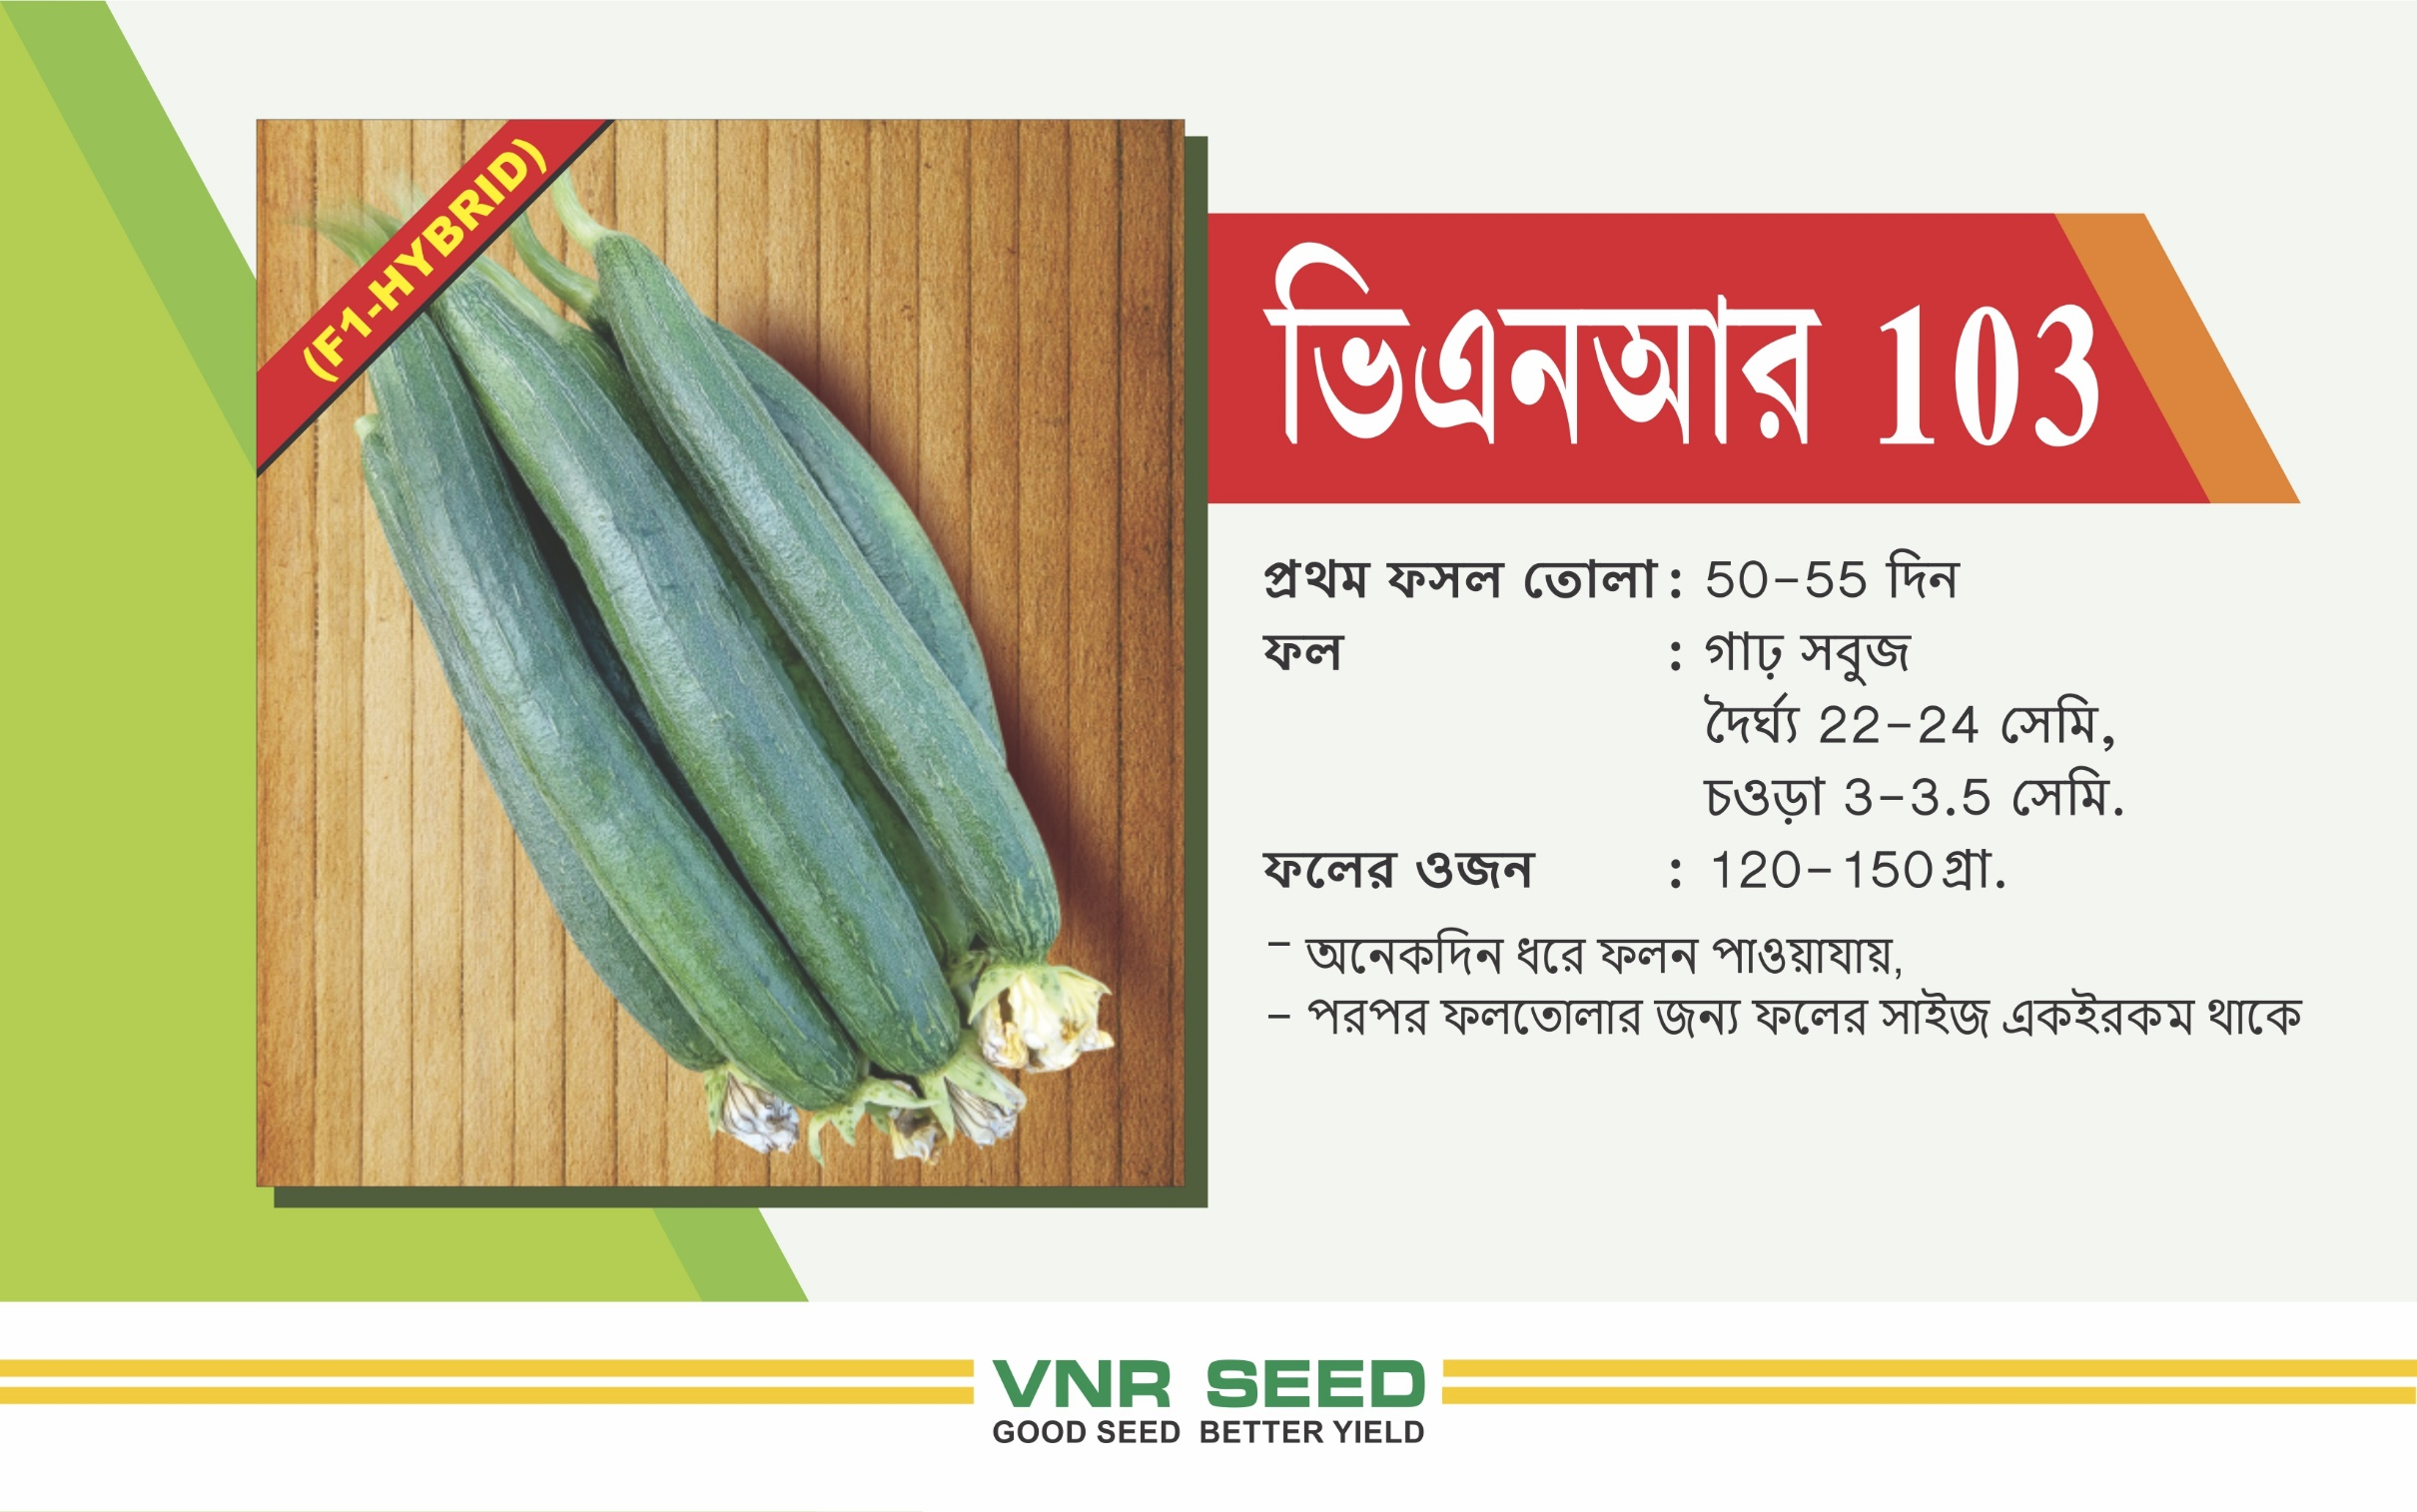 (F1-HYBRID)
ভিএনআর 103
প্রথম ফসল তোলা : 50-55 দিন
ফল : গাঢ় সবুজ
দৈর্ঘ্য 22-24 সেমি,
চওড়া 3-3.5 সেমি.
ফলের ওজন : 120-150গ্রা.
- অনেকদিন ধরে ফলন পাওয়াযায়,
- পরপর ফলতোলার জন্য ফলের সাইজ একইরকম থাকে
VNR SEED
GOOD SEED BETTER YIELD